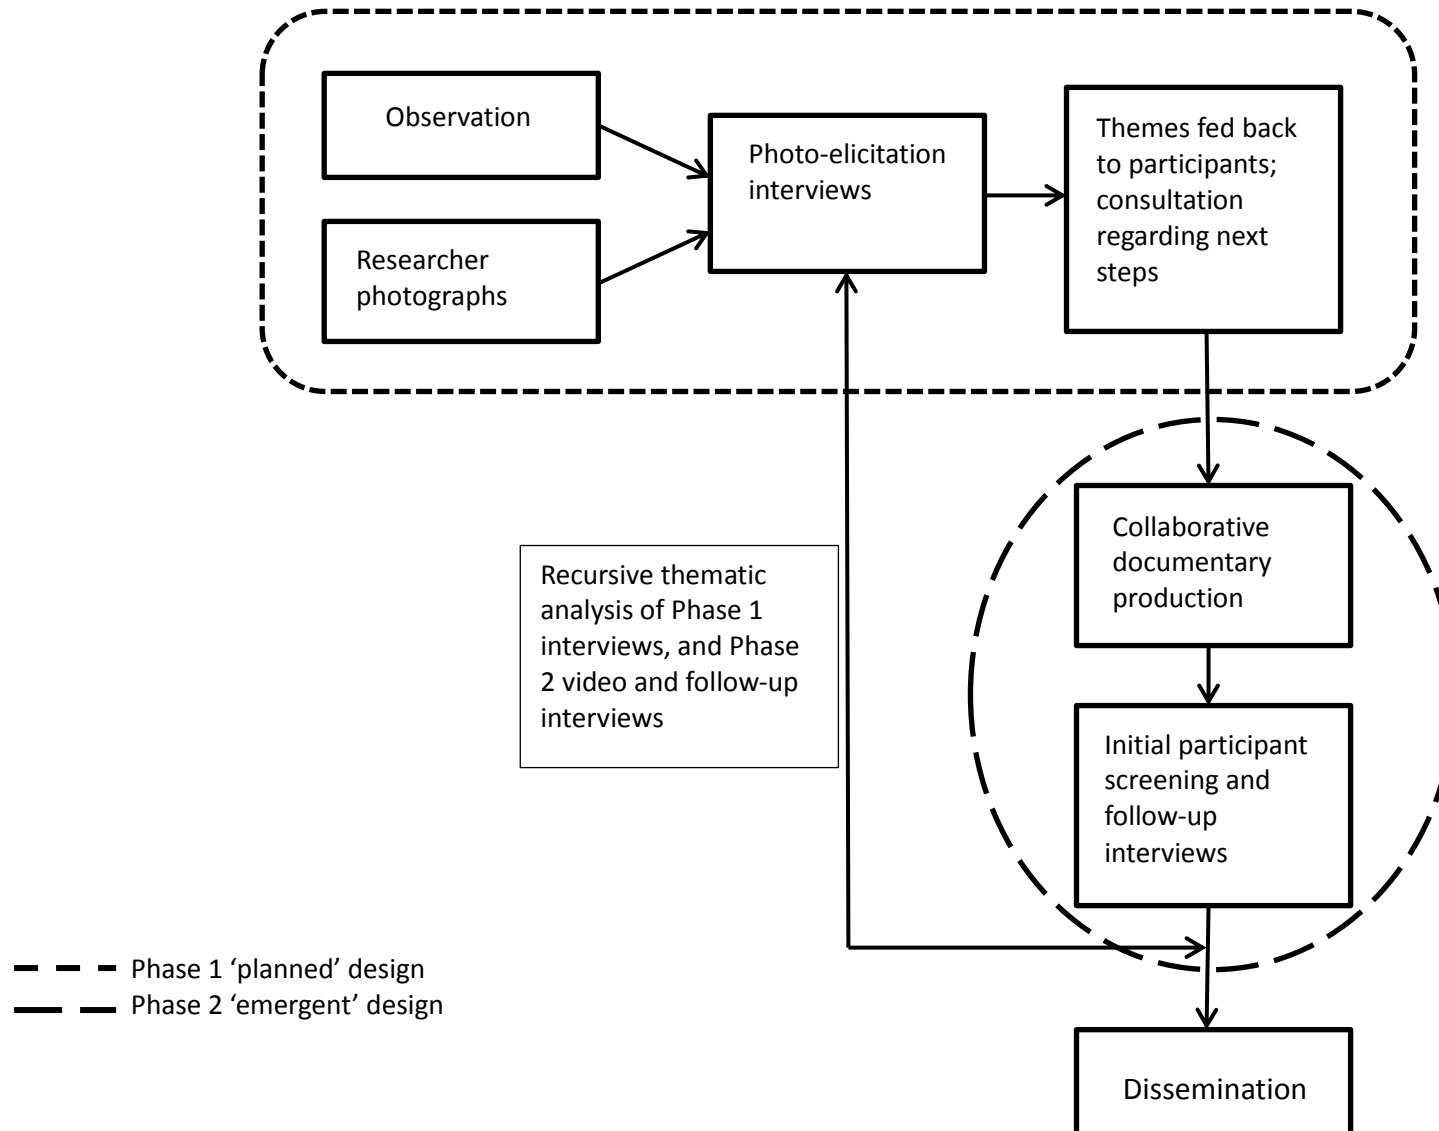 Observation
Researcher
photographs
Photo-elicitation
interviews
Themes fed back
to participants;
consultation
regarding next
steps
Recursive thematic
analysis of Phase 1
interviews, and Phase
2 video and follow-up
interviews
Collaborative
documentary
production
Initial participant
screening and
follow-up
interviews
Phase 1 ‘planned’ design
Phase 2 ‘emergent’ design
Dissemination